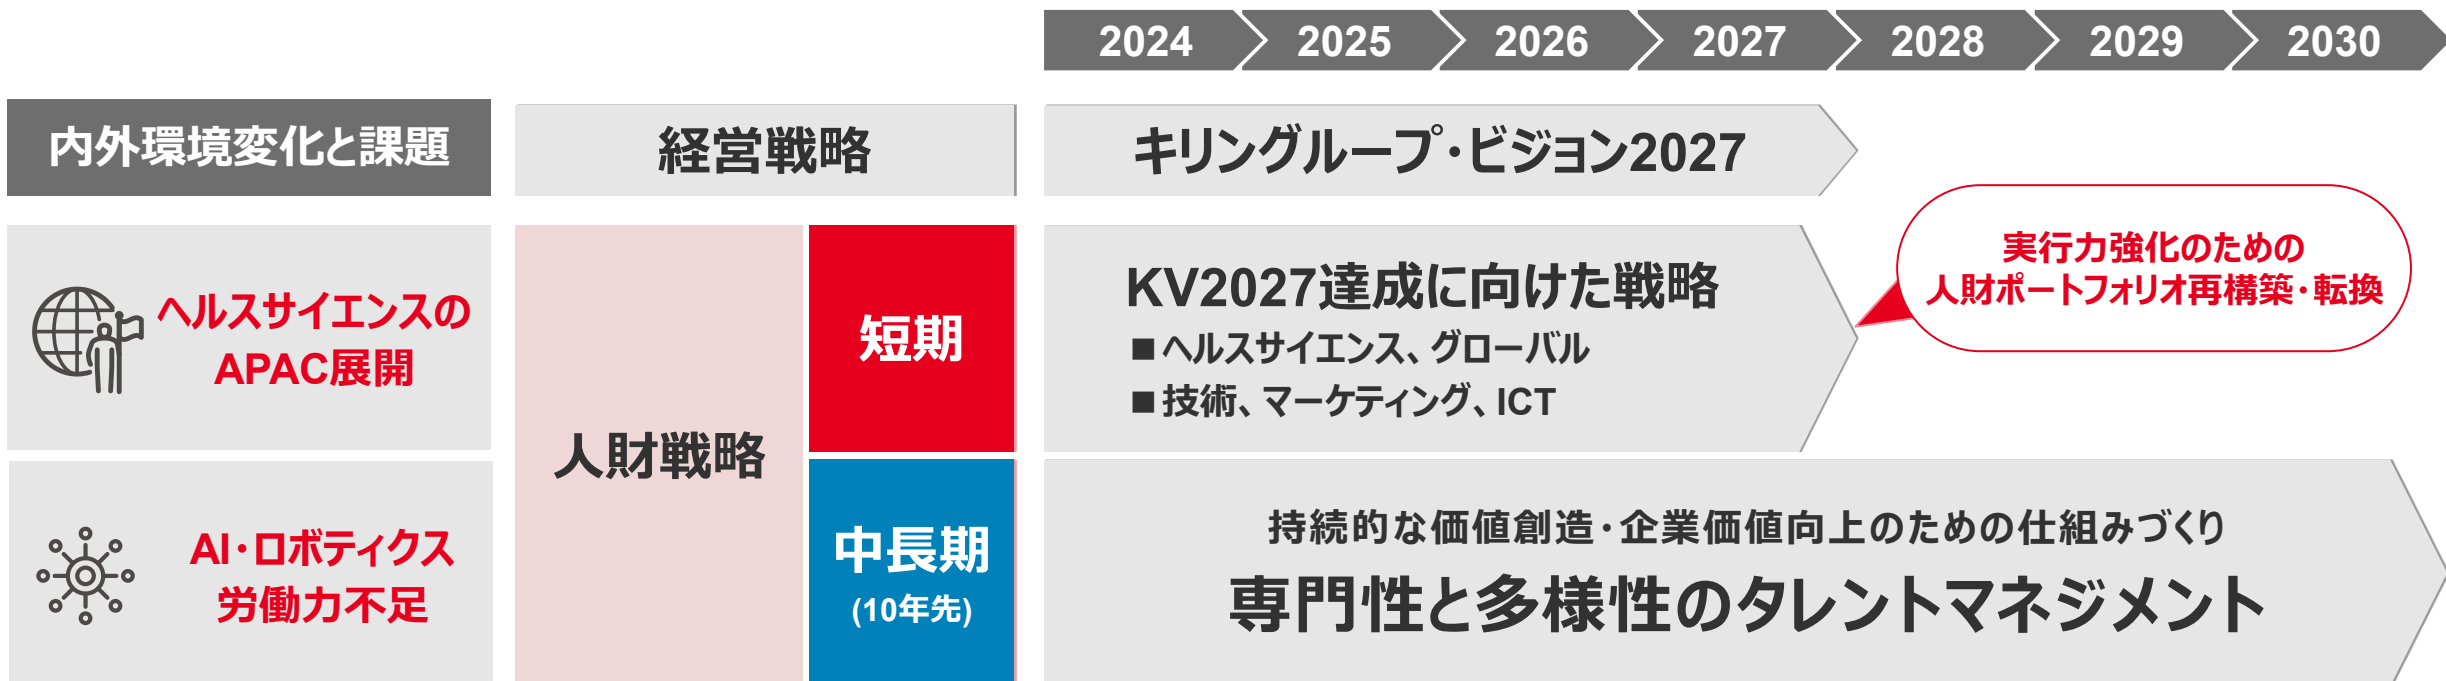 2024 2025 2026 2027 2028 2029 2030
内外環境変化と課題
経営戦略
キリングループ・ビジョン2027
ヘルスサイエンスの
APAC展開
AI・ロボティクス
労働力不足
人財戦略
短期
KV2027達成に向けた戦略
■ヘルスサイエンス、グローバル
■技術、マーケティング、ICT
実行力強化のための
人財ポートフォリオ再構築・転換
中長期
(10年先)
持続的な価値創造・企業価値向上のための仕組みづくり
専門性と多様性のタレントマネジメント